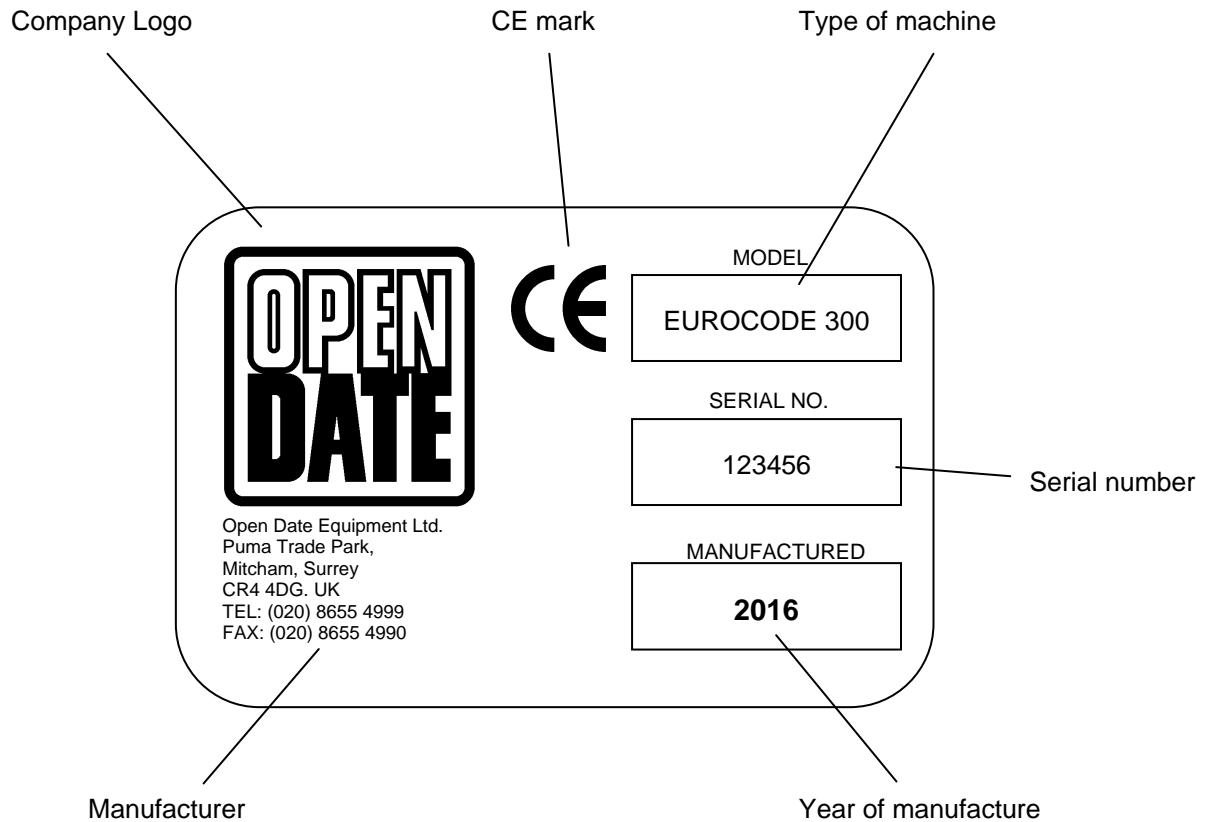 Company Logo
CE mark
Type of machine
OPEN
DATE
CE
MODEL
EUROCODE 300
SERIAL NO.
123456
Serial number
Open Date Equipment Ltd.
Puma Trade Park,
Mitcham, Surrey
CR4 4DG. UK
TEL: (020) 8655 4999
FAX: (020) 8655 4990
MANUFACTURED
2016
Manufacturer
Year of manufacture